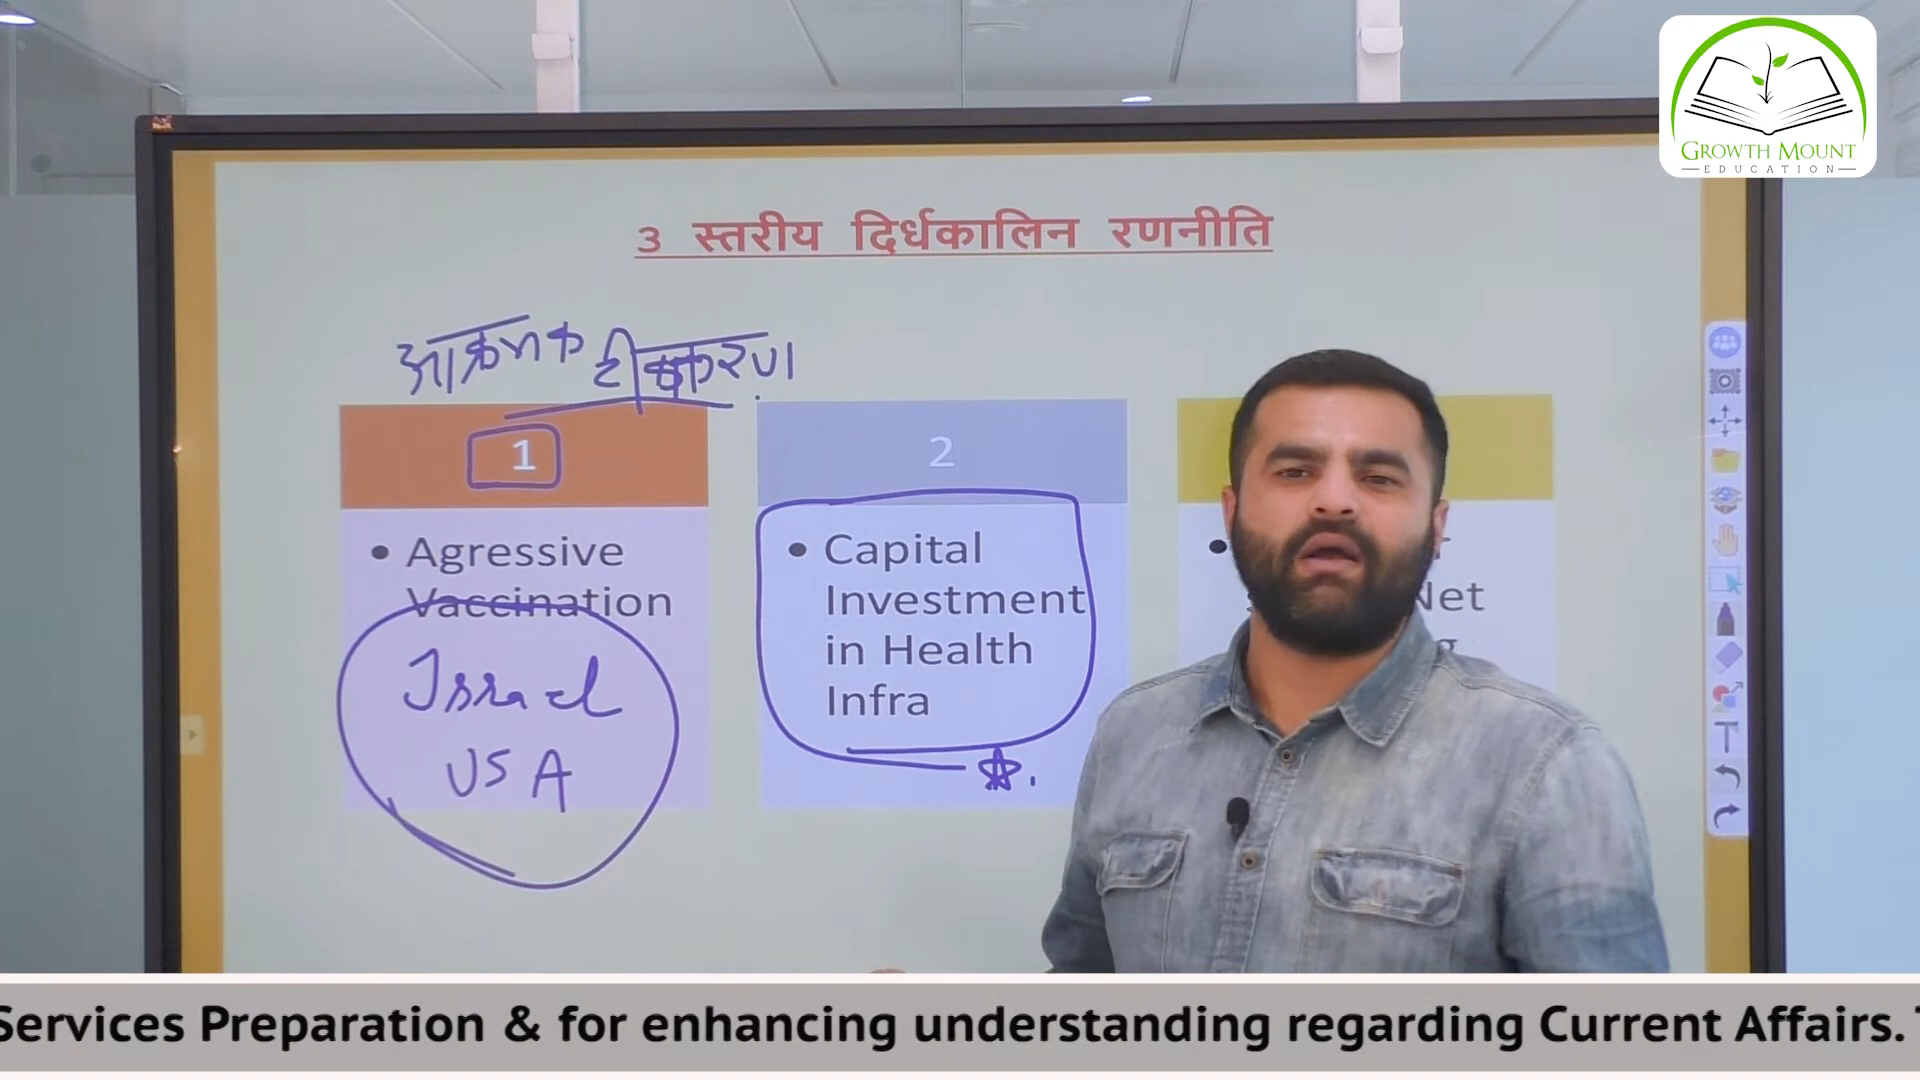 GROWTH MOUNT
EDUCATION
3 स्तरीय दिर्धकालिन रणनीति
आक्रमक टीकाकरण
1
2
Agressive
Vaccination
Israel
USA
Capital
Investment
in Health
Infra
Net
Services Preparation & for enhancing understanding regarding Current Affairs.